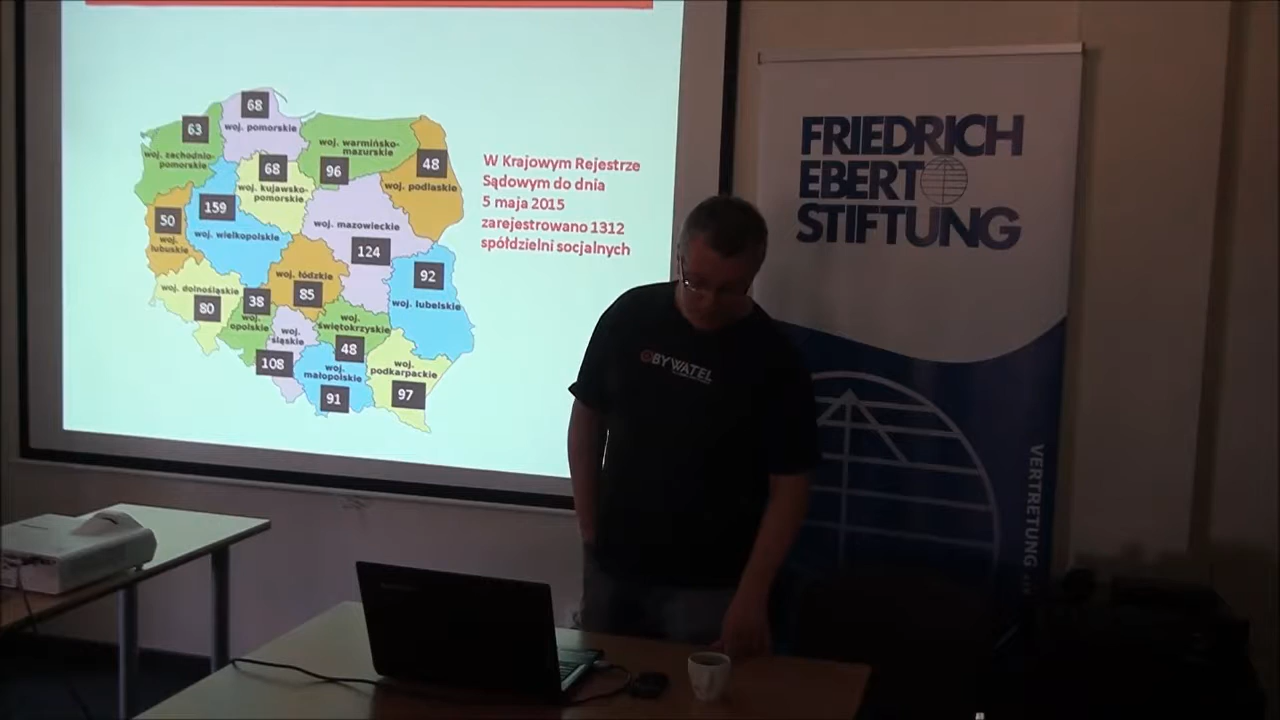 68
woj. pomorskie
63
woj. zachodnio-
pomorskie
woj. warmińsko-
mazurskie
96
48
woj. podlaskie
68
woj. kujawsko-
pomorskie
159
woj. wielkopolskie
50
woj.
lubuskie
woj. mazowieckie
124
woj. łódzkie
85
92
woj. lubelskie
woj. dolnośląskie
80
38
woj.
opolskie
woj.
śląskie
108
woj.
świętokrzyskie
48
woj.
małopolskie
91
woj.
podkarpackie
97
W Krajowym Rejestrze
Sądowym do dnia
5 maja 2015
zarejestrowano 1312
spółdzielni socjalnych
OBYWATEL
FRIEDRICH
EBERT
STIFTUNG
VERTRETUNG